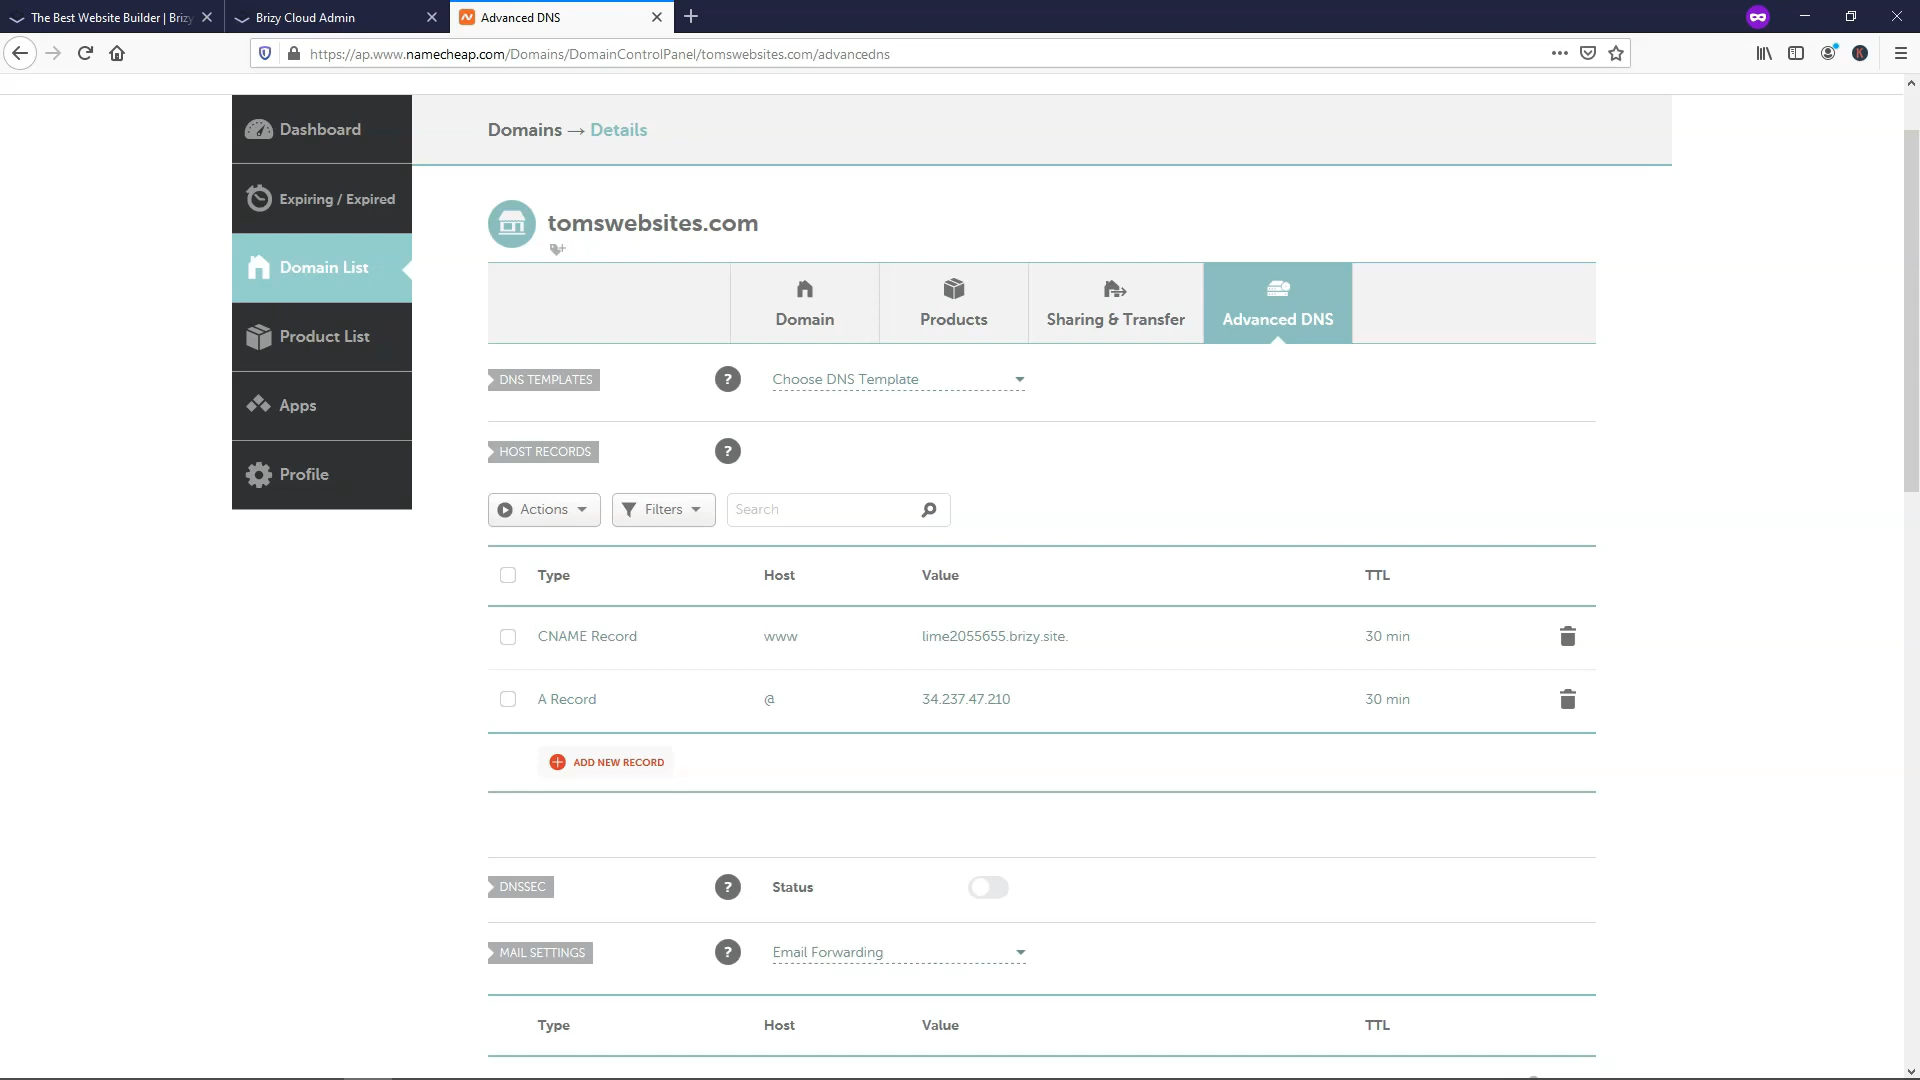 The Best Website Builder | Brizy
Brizy Cloud Admin
Advanced DNS
https://ap.www.namecheap.com/Domains/DomainControlPanel/tomswebsites.com/advancedns
K
Dashboard
Expiring / Expired
Domain List
Product List
Apps
Profile
Domains → Details
tomswebsites.com
Domain
Products
Sharing & Transfer
Advanced DNS
DNS TEMPLATES
?
Choose DNS Template
HOST RECORDS
?
Actions
Filters
Search
Type Host Value TTL
CNAME Record www lime2055655.brizy.site. 30 min
A Record @ 34.237.47.210 30 min
ADD NEW RECORD
DNSSEC
?
Status
MAIL SETTINGS
?
Email Forwarding
Type Host Value TTL